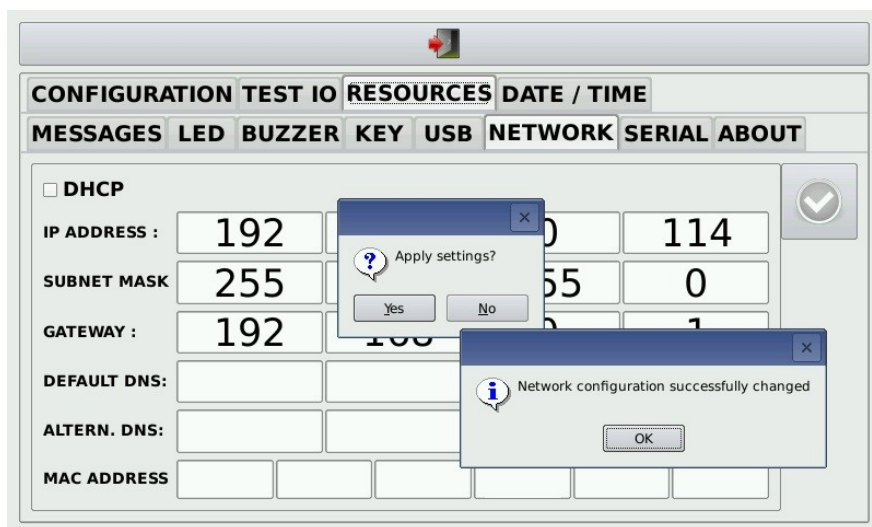 CONFIGURATION TEST IO RESOURCES DATE / TIME
MESSAGES LED BUZZER KEY USB NETWORK SERIAL ABOUT
DHCP
IP ADDRESS : 192 114
Apply settings?
SUBNET MASK 255 0
Yes No
GATEWAY : 192
DEFAULT DNS:
Network configuration successfully changed
ALTERN. DNS:
OK
MAC ADDRESS